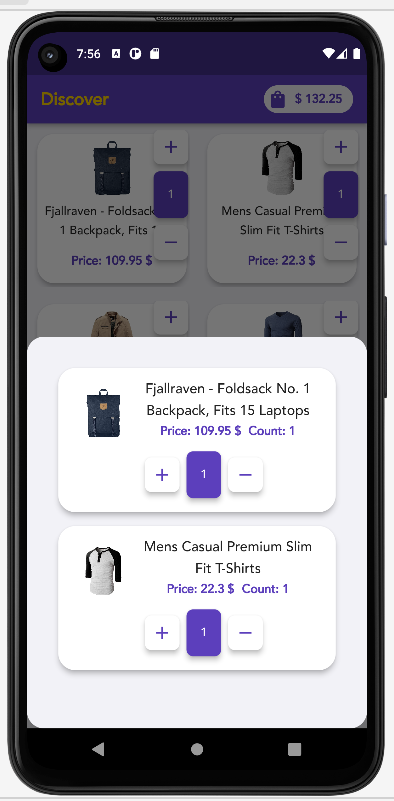 7:56
Discover
$ 132.25
+
+
Fjallraven - Foldsack
Mens Casual Premi
1
1
1 Backpack, Fits 1
Slim Fit T-Shirts
−
−
Price: 109.95 $
Price: 22.3 $
+
+
Fjallraven - Foldsack No. 1
Backpack, Fits 15 Laptops
Price: 109.95 $ Count: 1
+ 1 −
Mens Casual Premium Slim
Fit T-Shirts
Price: 22.3 $ Count: 1
+ 1 −